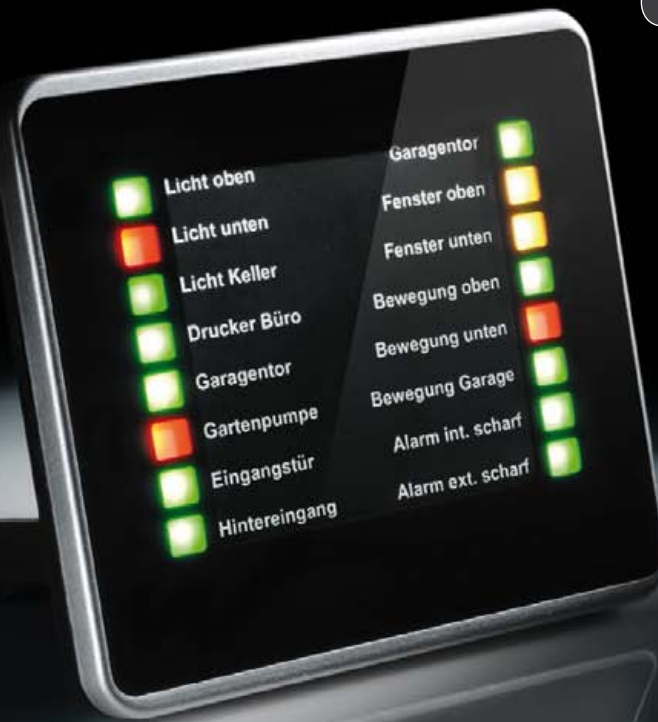 Licht oben
Licht unten
Licht Keller
Drucker Büro
Garagentor
Gartenpumpe
Eingangstür
Hintereingang
Garagentor
Fenster oben
Fenster unten
Bewegung oben
Bewegung unten
Bewegung Garage
Alarm int. scharf
Alarm ext. scharf